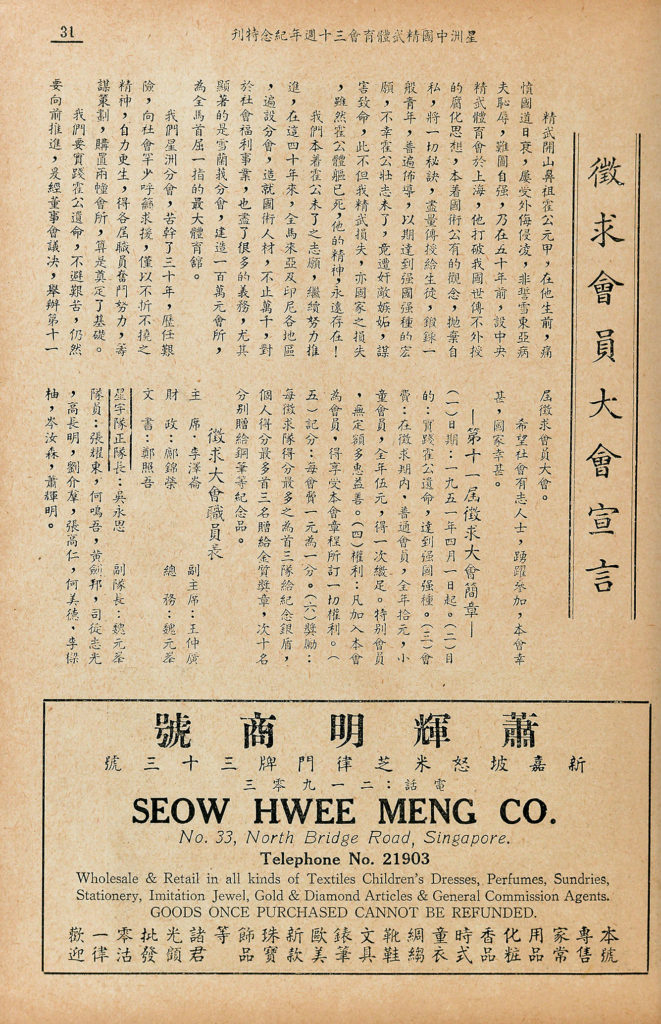 31
星洲中國精武體育會三十週年紀念特刊
徵求會員大會宣言
精武開山鼻祖霍公元甲，在他生前，痛
憤國道日衰，屢受外侮侵凌，非誓雪東亞病
夫恥辱，難圖自强，乃在五十年前，設中央
精武體育會於上海，他打破我國世傳不外授
的腐化思想，本着國術公有的觀念，拋棄自
私，將一切秘訣，盡量傳授給生徒，鍛鍊一
般青年，普遍佈導，以期達到强國强種的宏
願，不幸霍公壯志未了，竟遭奸敵嫉妬，謀
害致命，此不但我精武損失，亦國家之損失
，雖然霍公體軀已死，他的精神，永遠存在！
我們本着霍公未了之志願，繼續努力推
進，在這四十年來，全馬來亞及印尼各地區
，遍設分會，造就國術人材，不止萬千，對
於社會福利事業，也盡了很多的義務，尤其
顯著的是雪蘭莪分會，建造一百萬元會所，
為全馬首屈一指的最大體育館。
我們星洲分會，苦幹了三十年，歷任艱
險，向社會罕少呼籲求援，僅以不折不撓之
精神，自力更生，得各屆職員奮鬥努力，善
謀策劃，購置兩幢會所，算是奠定了基礎。
我們要實踐霍公遺命，不避艱苦，仍然
要向前推進，爰經董事會議決，舉辦第十一
屆徵求會員大會。
希望社會有志人士，踴躍參加，本會幸
甚，國家幸甚。
—第十一屆徵求大會簡章—
（一）日期：一九五一年四月一日起。（二）目
的：實踐霍公遺命，達到强國强種。（三）會
費：在徵求期內，普通會員，全年拾元，小
童會員，全年伍元，得一次繳足。特别會員
，無定額多惠益善。（四）權利：凡加入本會
為會員，得享受本會章程所訂一切權利。（
五）記分：每會費一元為一分。（六）獎勵：
每徵求隊得分最多之為首三隊給紀念銀盾，
個人得分最多首三名贈給金質獎章，次十名
分別贈給鋼筆等紀念品。
徵求大會職員表
主　席：李澤崙　副主席：王仲廣
財　政：鄺錦榮　總　務：魏元峯
文　書：鄭照吾
星字隊正隊長：吳永思　副隊長：魏元峯
隊員：張耀東，何鳴吾，黃劍邦，司徒志光
，高長明，劉介羣，張高仁，何美德，李傑
柚，岑汝森，蕭輝明。
蕭輝明商號
新嘉坡怒米芝律門牌三十三號
電話：二一九零三
SEOW HWEE MENG CO.
No. 33, North Bridge Road, Singapore.
Telephone No. 21903
Wholesale & Retail in all kinds of Textiles Children's Dresses, Perfumes, Sundries,
Stationery, Imitation Jewel, Gold & Diamond Articles & General Commission Agents.
GOODS ONCE PURCHASED CANNOT BE REFUNDED.
本號專售家常用品化粧香品時式童衣綢縐靴鞋文具錶筆歐美新款珠寶飾品等諸君光顧批發零沽一律歡迎